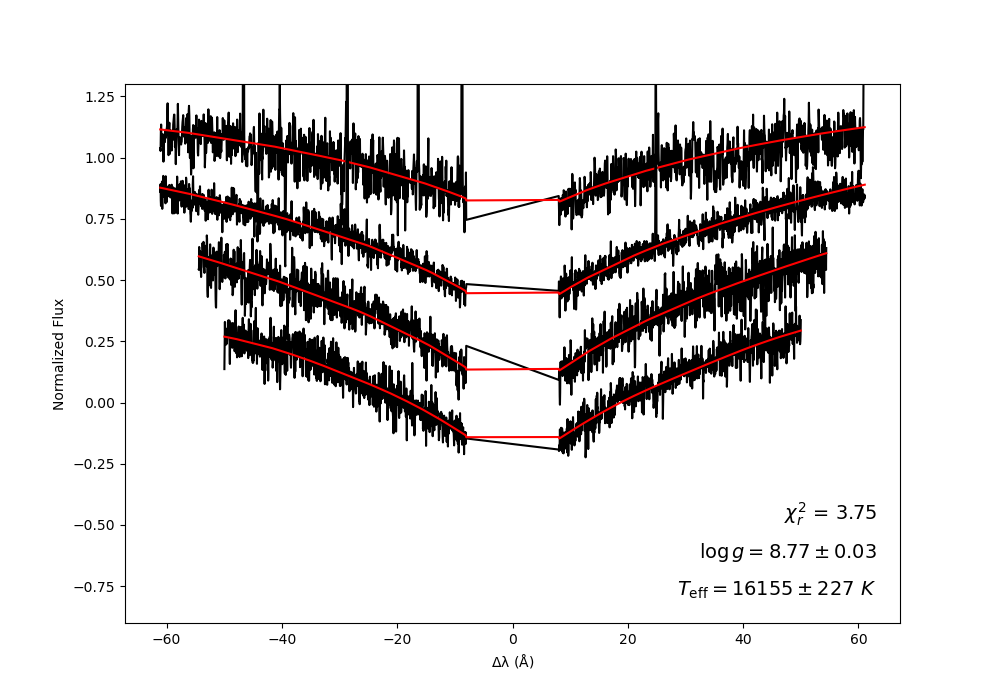 1.25
1.00
0.75
0.50
0.25
0.00
−0.25
−0.50
−0.75
Normalized Flux
χ²ᵣ = 3.75
log g = 8.77 ± 0.03
T_eff = 16155 ± 227 K
−60 −40 −20 0 20 40 60
Δλ (Å)